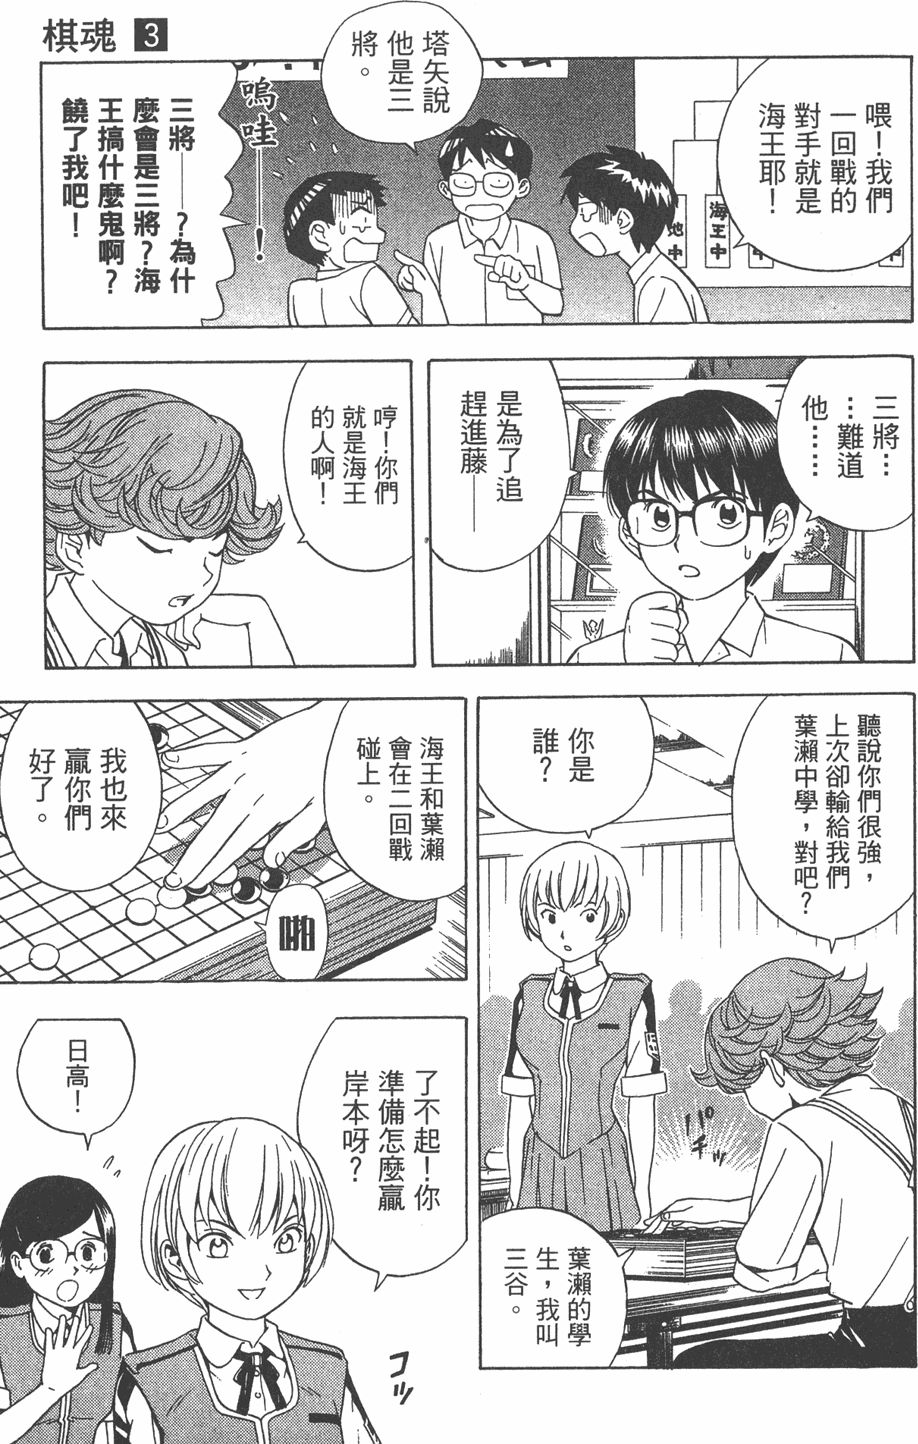 棋魂 3
喂！我們
一回戰的
對手就是
海王耶！
海王中
池中
塔矢說
他是三
將。
嗚哇——！
三將——？為什
麼會是三將？海
王搞什麼鬼啊？
饒了我吧！
三將…
…難道
他……
是為了追
趕進藤——
哼！你們
就是海王
的人啊！
聽說你們很強，
上次卻輸給我們
葉瀨中學，對吧？
你是
誰？
パチッ
葉瀨的學
生，我叫
三谷。
海王和葉瀨
會在二回戰
碰上。
我也來
贏你們
好了。
啪
了不起！你
準備怎麼贏
岸本呀？
日高！
コツ